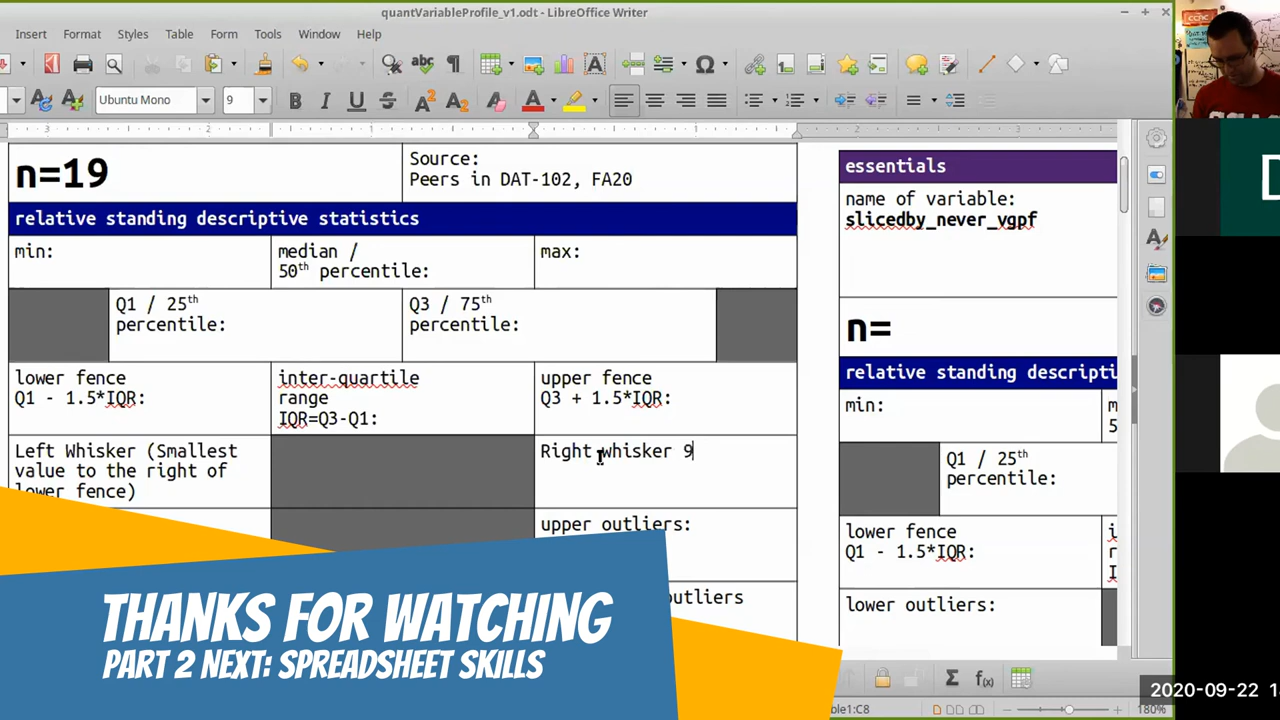 quantVariableProfile_v1.odt - LibreOffice Writer
Insert Format Styles Table Form Tools Window Help
Ubuntu Mono 9
n=19
Source:
Peers in DAT-102, FA20
relative standing descriptive statistics
min:
median /
50th percentile:
max:
Q1 / 25th
percentile:
Q3 / 75th
percentile:
lower fence
Q1 - 1.5*IQR:
inter-quartile
range
IQR=Q3-Q1:
upper fence
Q3 + 1.5*IQR:
Left Whisker (Smallest
value to the right of
lower fence)
Right whisker 9
upper outliers:
outliers
essentials
name of variable:
slicedby_never_vgpf
n=
relative standing descripti
min:
Q1 / 25th
percentile:
lower fence
Q1 - 1.5*IQR:
lower outliers:
THANKS FOR WATCHING
PART 2 NEXT: SPREADSHEET SKILLS
ble1:C8
180%
2020-09-22 1